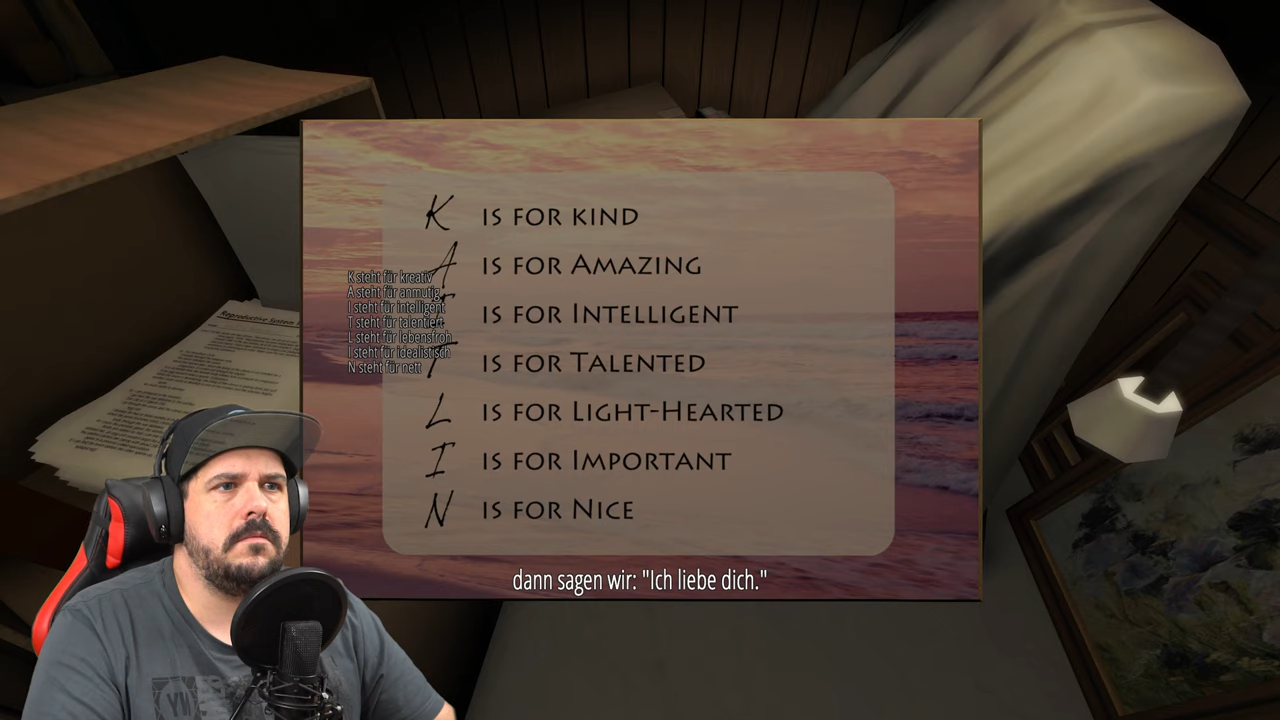 Reproductive System
K IS FOR KIND
A IS FOR AMAZING
I IS FOR INTELLIGENT
T IS FOR TALENTED
L IS FOR LIGHT-HEARTED
I IS FOR IMPORTANT
N IS FOR NICE
K steht für kreativ
A steht für anmutig
I steht für intelligent
T steht für talentiert
L steht für lebensfroh
I steht für idealistisch
N steht für nett
dann sagen wir: "Ich liebe dich."